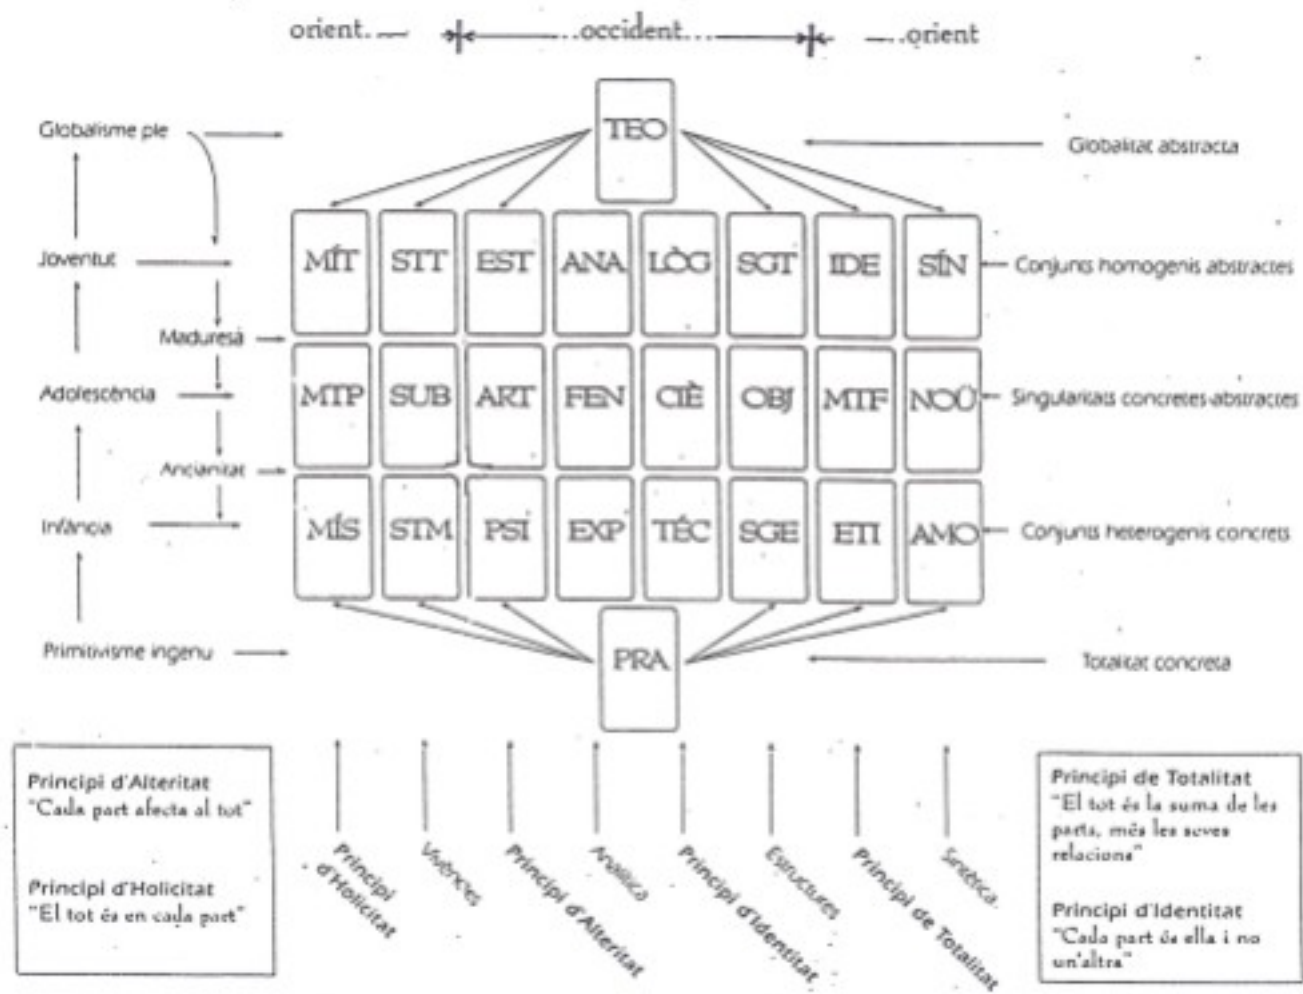 orient.... occident.... ....orient
TEO
Globalisme ple
Globalitat abstracta
Joventut
MÍT STT EST ANA LÒG SGT IDE SÍN
Conjunts homogenis abstractes
Maduresa
Adolescència
MTP SUB ART FEN CIÈ OBJ MTF NOÜ
Singularitats concretes-abstractes
Ancianitat
Infància
MÍS STM PSI EXP TÉC SGE ETI AMO
Conjunts heterogenis concrets
Primitivisme ingenu
PRA
Totalitat concreta
Principi d'Alteritat
"Cada part afecta al tot"
Principi d'Holicitat
"El tot és en cada part"
Principi
d'Holicitat
Vivències
Principi d'Alteritat
Analítica
Principi d'Identitat
Estructures
Principi de Totalitat
Sintètica
Principi de Totalitat
"El tot és la suma de les
parts, més les seves
relacions"
Principi d'Identitat
"Cada part és ella i no
un'altra"